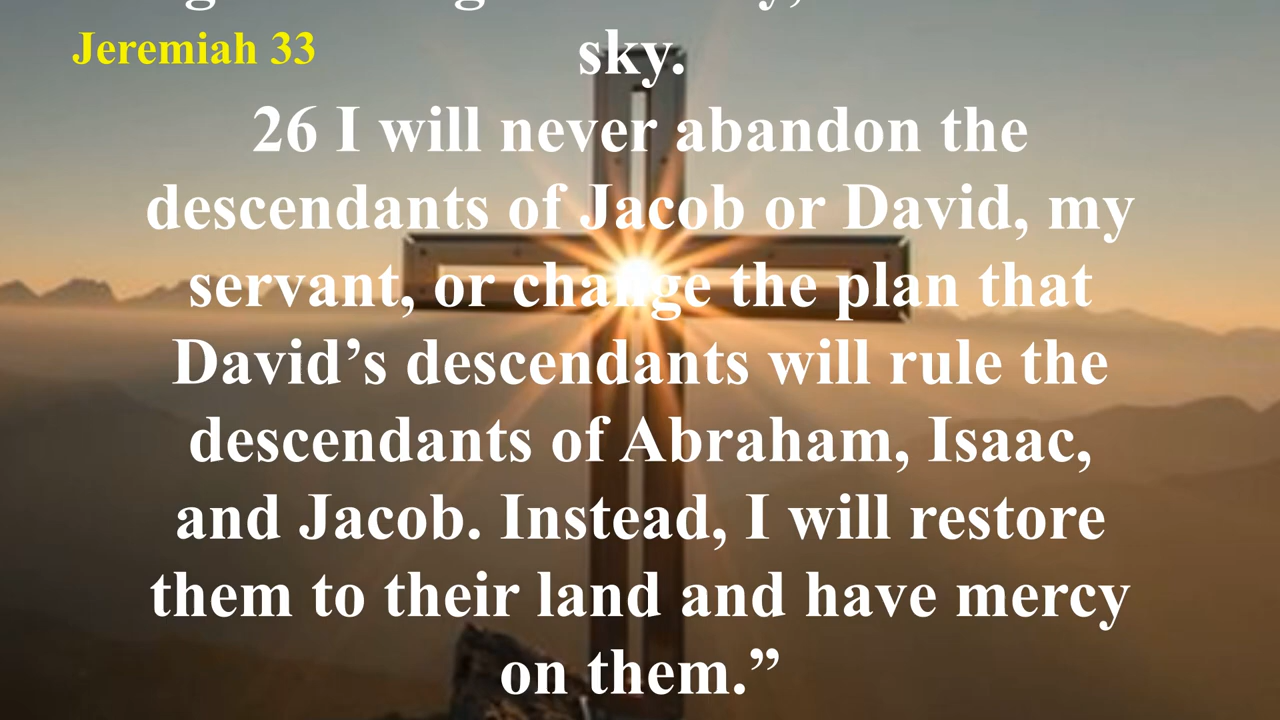 Jeremiah 33
sky.
26 I will never abandon the
descendants of Jacob or David, my
servant, or change the plan that
David’s descendants will rule the
descendants of Abraham, Isaac,
and Jacob. Instead, I will restore
them to their land and have mercy
on them.”